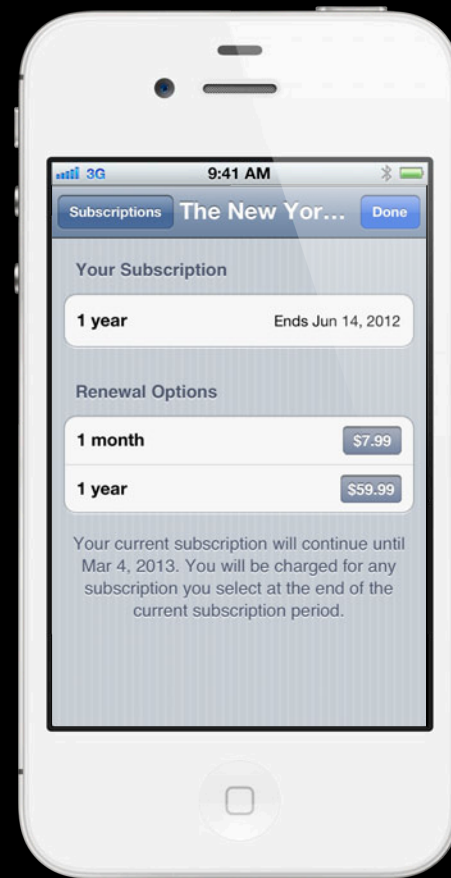 3G 9:41 AM
Subscriptions The New Yor... Done
Your Subscription
1 year Ends Jun 14, 2012
Renewal Options
1 month $7.99
1 year $59.99
Your current subscription will continue until
Mar 4, 2013. You will be charged for any
subscription you select at the end of the
current subscription period.